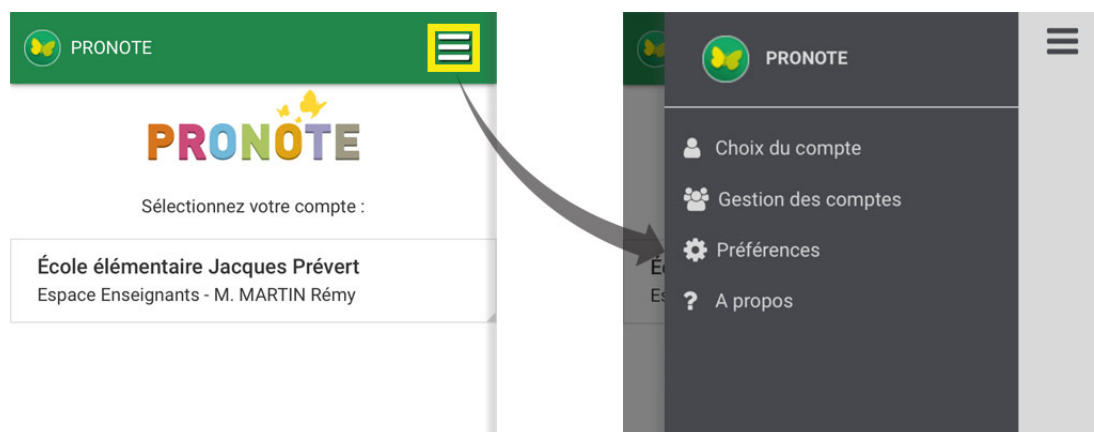 PRONOTE
PRONOTE
Sélectionnez votre compte :
École élémentaire Jacques Prévert
Espace Enseignants - M. MARTIN Rémy
PRONOTE
Choix du compte
Gestion des comptes
Préférences
? A propos
É
Es